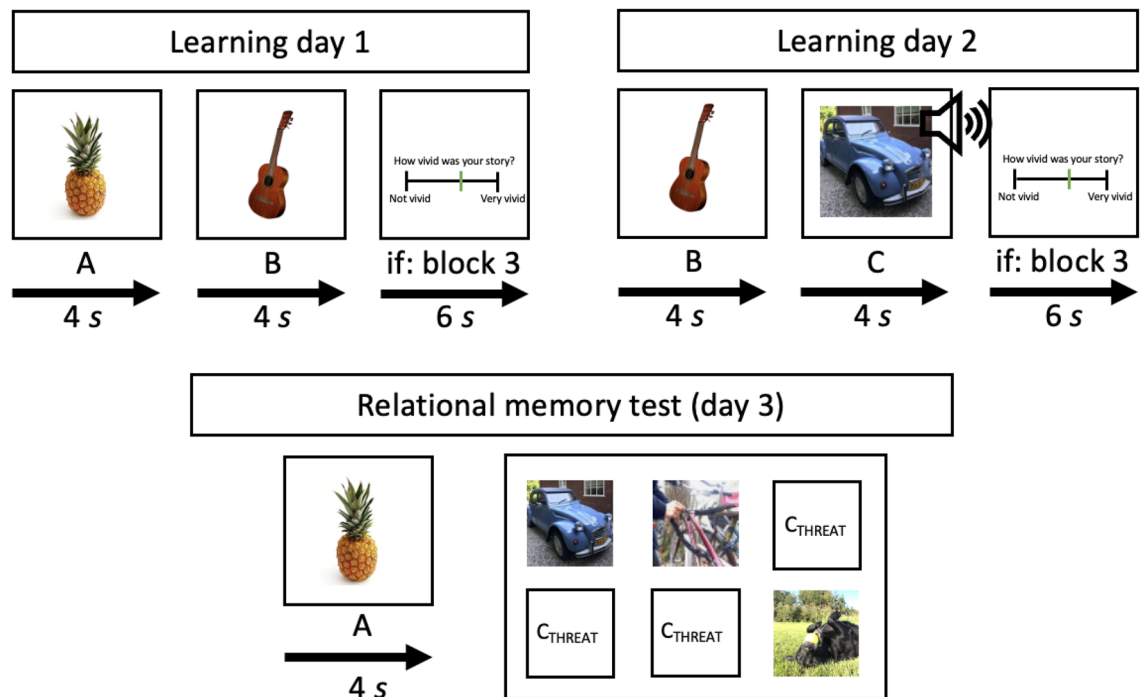 Learning day 1
Learning day 2
How vivid was your story?
Not vivid
Very vivid
How vivid was your story?
Not vivid
Very vivid
A
B
if: block 3
B
C
if: block 3
4 s
4 s
6 s
4 s
4 s
6 s
Relational memory test (day 3)
CTHREAT
CTHREAT
CTHREAT
A
4 s